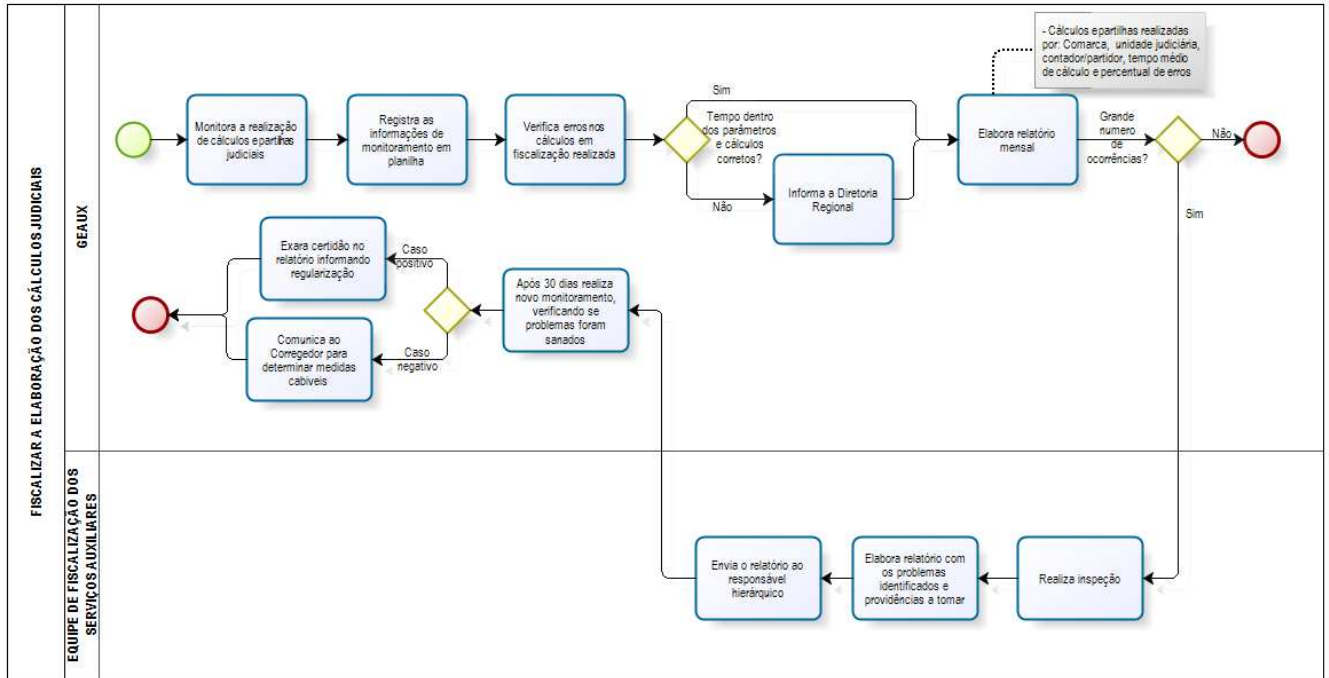 FISCALIZAR A ELABORAÇÃO DOS CÁLCULOS JUDICIAIS
GEAUX
Monitora a realização
de cálculos e partilhas
judiciais
Registra as
informações de
monitoramento em
planilha
Verifica erros nos
cálculos em
fiscalização realizada
Tempo dentro
dos parâmetros
e cálculos
corretos?
Sim
Não
Informa a Diretoria
Regional
Elabora relatório
mensal
- Cálculos e partilhas realizadas
por: Comarca, unidade judiciária,
contador/partidor, tempo médio
de cálculo e percentual de erros
Grande
numero
de
ocorrências?
Não
Sim
Exara certidão no
relatório informando
regularização
Caso
positivo
Após 30 dias realiza
novo monitoramento,
verificando se
problemas foram
sanados
Comunica ao
Corregedor para
determinar medidas
cabíveis
Caso
negativo
EQUIPE DE FISCALIZAÇÃO DOS
SERVIÇOS AUXILIARES
Envia o relatório ao
responsável
hierárquico
Elabora relatório com
os problemas
identificados e
providências a tomar
Realiza inspeção